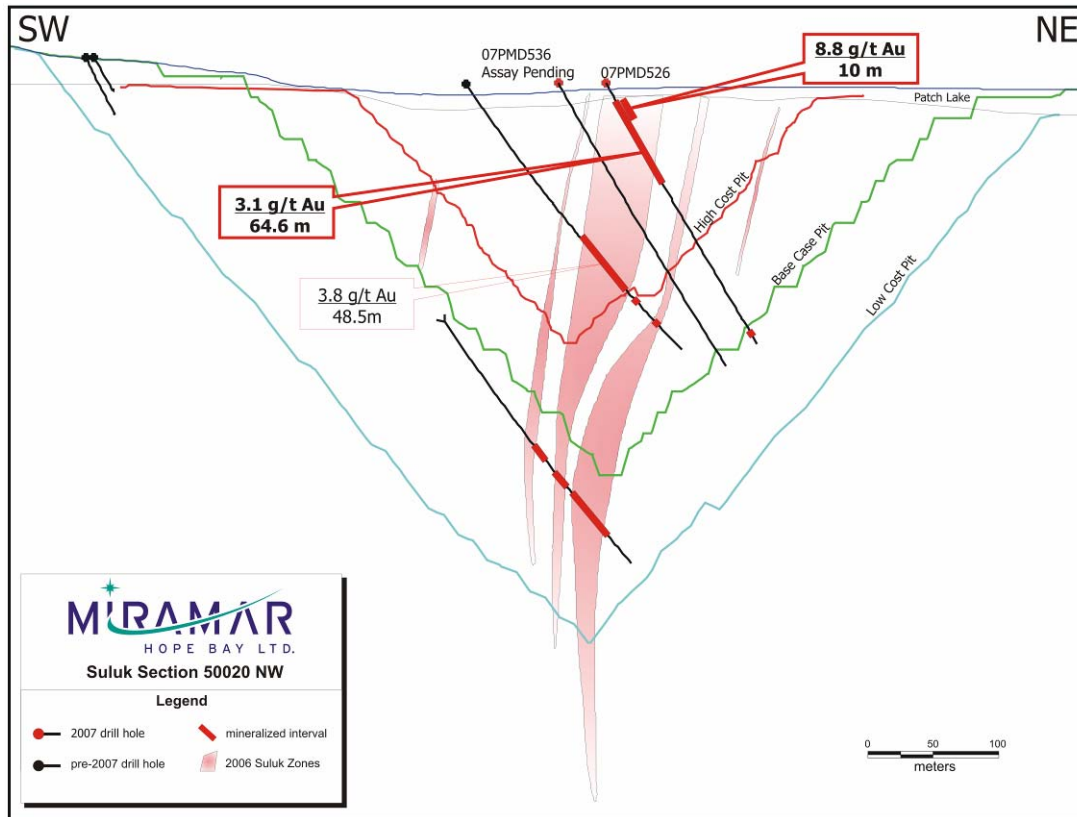 SW
NE
07PMD536
Assay Pending
07PMD526
8.8 g/t Au
10 m
Patch Lake
3.1 g/t Au
64.6 m
High Cost Pit
Base Case Pit
Low Cost Pit
3.8 g/t Au
48.5m
MIRAMAR
HOPE BAY LTD.
Suluk Section 50020 NW
Legend
2007 drill hole
mineralized interval
pre-2007 drill hole
2006 Suluk Zones
0 50 100
meters